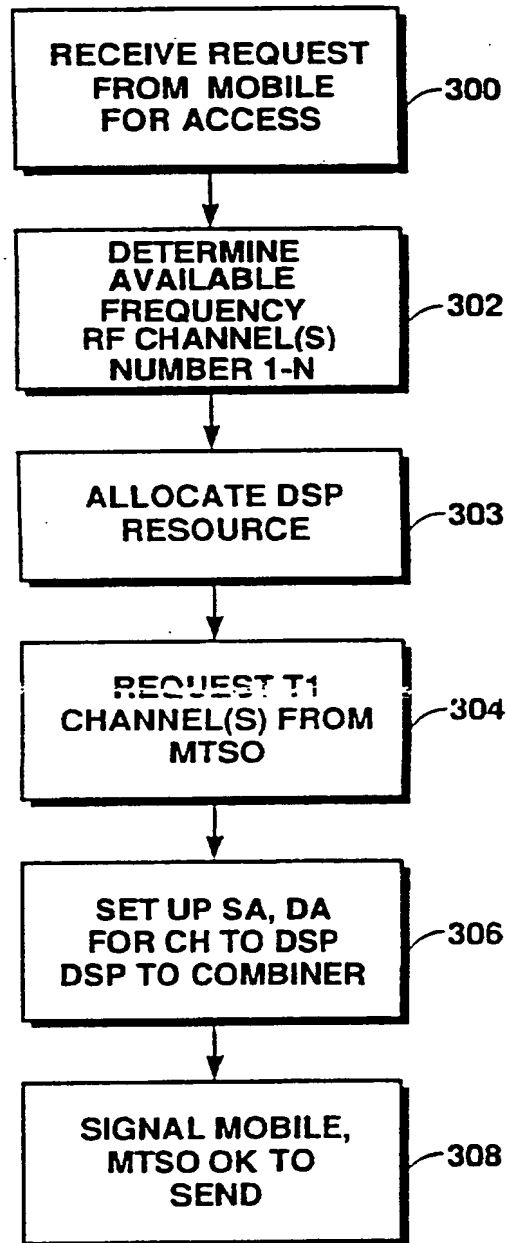 RECEIVE REQUEST
FROM MOBILE
FOR ACCESS
300
DETERMINE
AVAILABLE
FREQUENCY
RF CHANNEL(S)
NUMBER 1-N
302
ALLOCATE DSP
RESOURCE
303
REQUEST T1
CHANNEL(S) FROM
MTSO
304
SET UP SA, DA
FOR CH TO DSP
DSP TO COMBINER
306
SIGNAL MOBILE,
MTSO OK TO
SEND
308